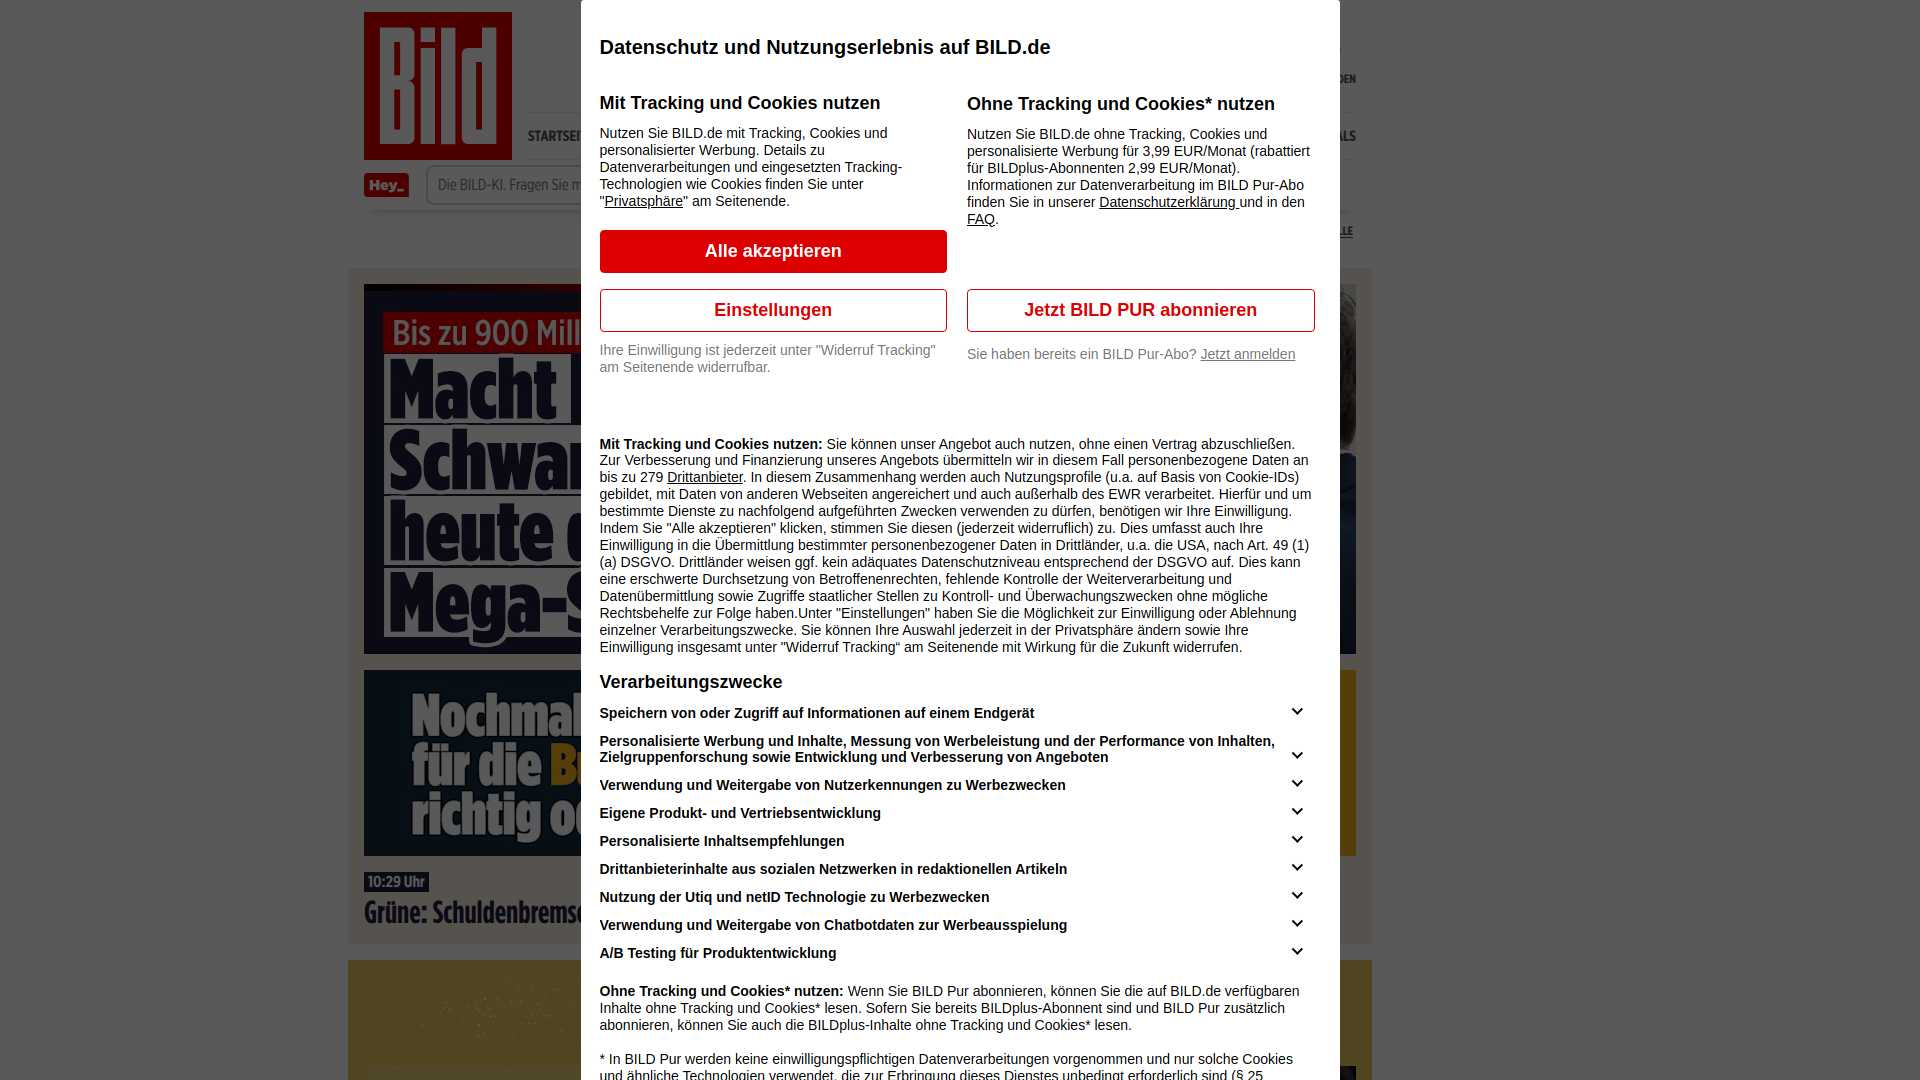 Bild
STARTSEI
Hey_
Die BILD-KI. Fragen Sie m
DEN
ALS
LLE
Bis zu 900 Mill
Macht
Schwa
heute
Mega-S
Nochmal
für die B
richtig o
10:29 Uhr
Grüne: Schuldenbremse
Datenschutz und Nutzungserlebnis auf BILD.de
Mit Tracking und Cookies nutzen
Nutzen Sie BILD.de mit Tracking, Cookies und
personalisierter Werbung. Details zu
Datenverarbeitungen und eingesetzten Tracking-
Technologien wie Cookies finden Sie unter
"Privatsphäre" am Seitenende.
Alle akzeptieren
Einstellungen
Ihre Einwilligung ist jederzeit unter "Widerruf Tracking"
am Seitenende widerrufbar.
Ohne Tracking und Cookies* nutzen
Nutzen Sie BILD.de ohne Tracking, Cookies und
personalisierte Werbung für 3,99 EUR/Monat (rabattiert
für BILDplus-Abonnenten 2,99 EUR/Monat).
Informationen zur Datenverarbeitung im BILD Pur-Abo
finden Sie in unserer Datenschutzerklärung und in den
FAQ.
Jetzt BILD PUR abonnieren
Sie haben bereits ein BILD Pur-Abo? Jetzt anmelden
Mit Tracking und Cookies nutzen: Sie können unser Angebot auch nutzen, ohne einen Vertrag abzuschließen.
Zur Verbesserung und Finanzierung unseres Angebots übermitteln wir in diesem Fall personenbezogene Daten an
bis zu 279 Drittanbieter. In diesem Zusammenhang werden auch Nutzungsprofile (u.a. auf Basis von Cookie-IDs)
gebildet, mit Daten von anderen Webseiten angereichert und auch außerhalb des EWR verarbeitet. Hierfür und um
bestimmte Dienste zu nachfolgend aufgeführten Zwecken verwenden zu dürfen, benötigen wir Ihre Einwilligung.
Indem Sie "Alle akzeptieren" klicken, stimmen Sie diesen (jederzeit widerruflich) zu. Dies umfasst auch Ihre
Einwilligung in die Übermittlung bestimmter personenbezogener Daten in Drittländer, u.a. die USA, nach Art. 49 (1)
(a) DSGVO. Drittländer weisen ggf. kein adäquates Datenschutzniveau entsprechend der DSGVO auf. Dies kann
eine erschwerte Durchsetzung von Betroffenenrechten, fehlende Kontrolle der Weiterverarbeitung und
Datenübermittlung sowie Zugriffe staatlicher Stellen zu Kontroll- und Überwachungszwecken ohne mögliche
Rechtsbehelfe zur Folge haben.Unter "Einstellungen" haben Sie die Möglichkeit zur Einwilligung oder Ablehnung
einzelner Verarbeitungszwecke. Sie können Ihre Auswahl jederzeit in der Privatsphäre ändern sowie Ihre
Einwilligung insgesamt unter "Widerruf Tracking“ am Seitenende mit Wirkung für die Zukunft widerrufen.
Verarbeitungszwecke
Speichern von oder Zugriff auf Informationen auf einem Endgerät
Personalisierte Werbung und Inhalte, Messung von Werbeleistung und der Performance von Inhalten,
Zielgruppenforschung sowie Entwicklung und Verbesserung von Angeboten
Verwendung und Weitergabe von Nutzerkennungen zu Werbezwecken
Eigene Produkt- und Vertriebsentwicklung
Personalisierte Inhaltsempfehlungen
Drittanbieterinhalte aus sozialen Netzwerken in redaktionellen Artikeln
Nutzung der Utiq und netID Technologie zu Werbezwecken
Verwendung und Weitergabe von Chatbotdaten zur Werbeausspielung
A/B Testing für Produktentwicklung
Ohne Tracking und Cookies* nutzen: Wenn Sie BILD Pur abonnieren, können Sie die auf BILD.de verfügbaren
Inhalte ohne Tracking und Cookies* lesen. Sofern Sie bereits BILDplus-Abonnent sind und BILD Pur zusätzlich
abonnieren, können Sie auch die BILDplus-Inhalte ohne Tracking und Cookies* lesen.
* In BILD Pur werden keine einwilligungspflichtigen Datenverarbeitungen vorgenommen und nur solche Cookies
und ähnliche Technologien verwendet, die zur Erbringung dieses Dienstes unbedingt erforderlich sind (§ 25